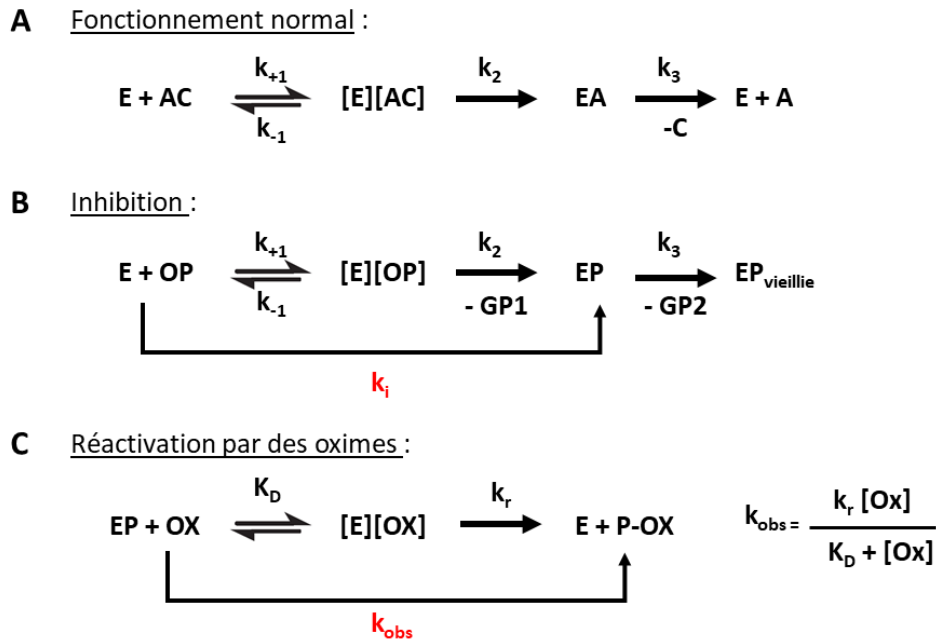 A Fonctionnement normal :
k+1 k2 k3
E + AC [E][AC] EA E + A
k-1 -C
B Inhibition :
k+1 k2 k3
E + OP [E][OP] EP EPvieillie
k-1 - GP1 - GP2
ki
C Réactivation par des oximes :
KD kr
EP + OX [E][OX] E + P-OX
kobs = kr [Ox]
KD + [Ox]
kobs